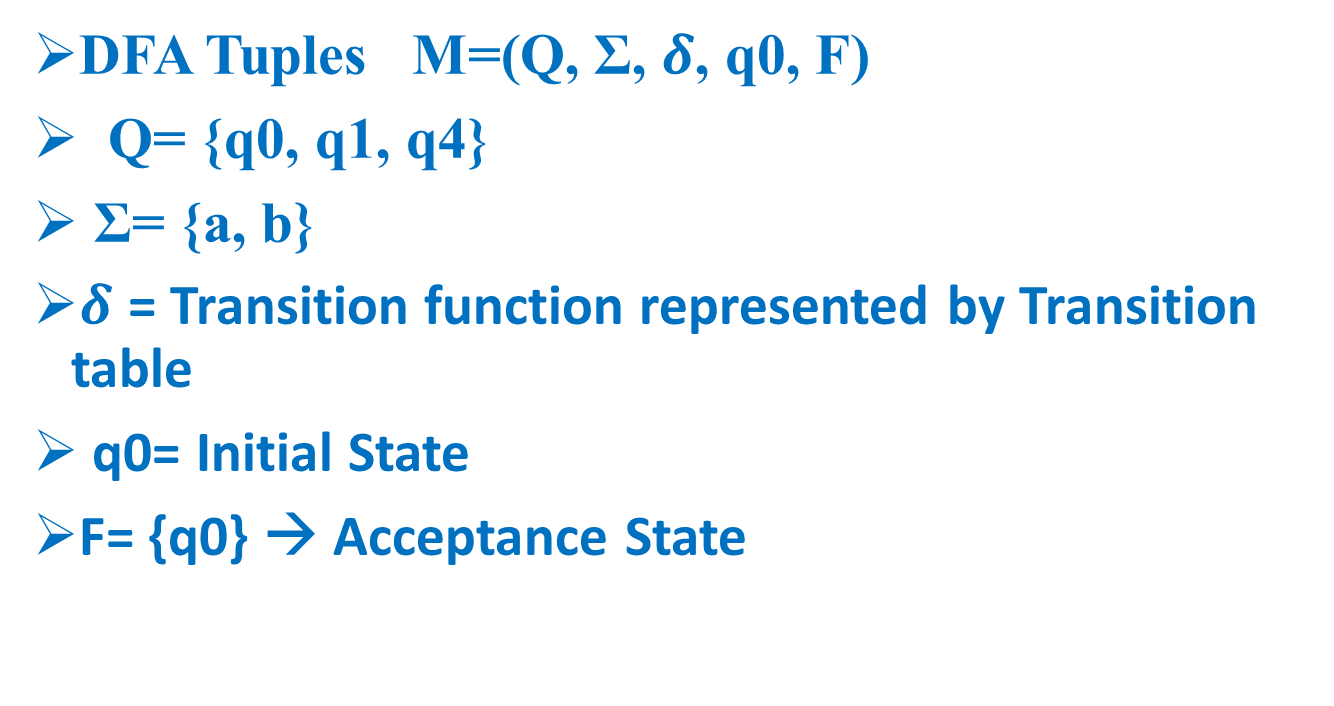 ➢DFA Tuples M=(Q, Σ, δ, q0, F)
➢ Q= {q0, q1, q4}
➢ Σ= {a, b}
➢δ = Transition function represented by Transition
table
➢ q0= Initial State
➢F= {q0} → Acceptance State